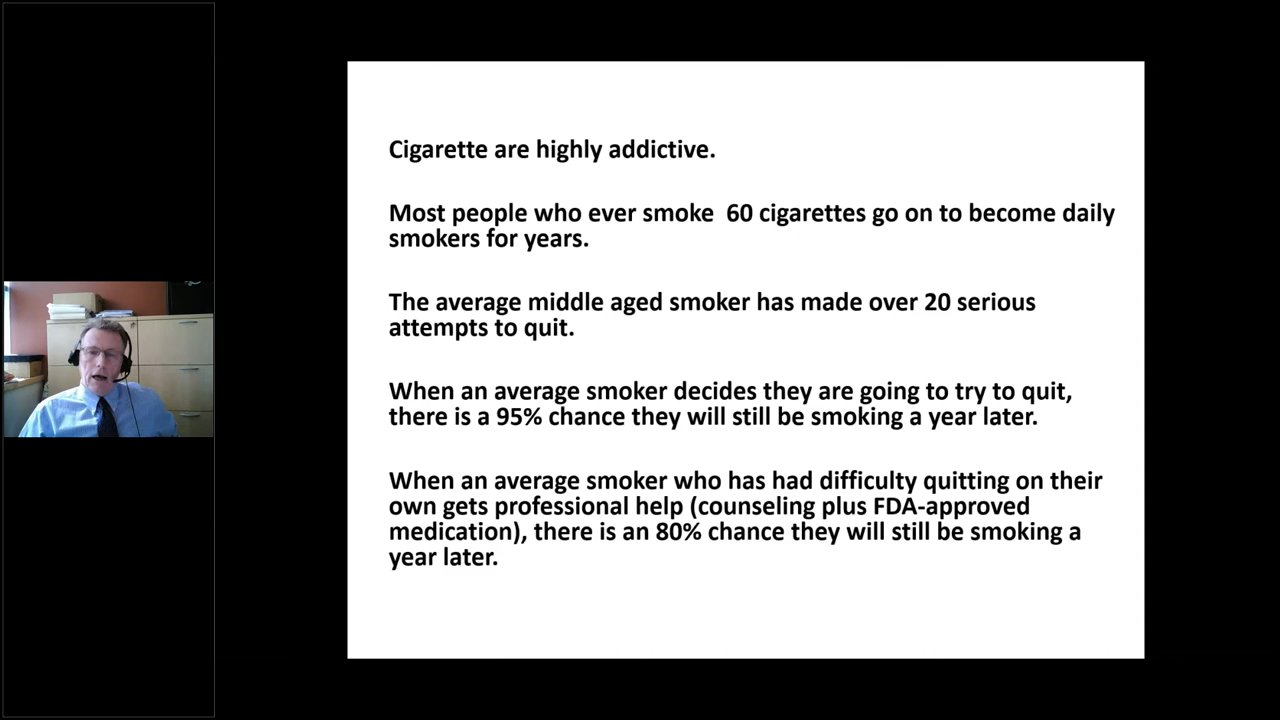 Cigarette are highly addictive.
Most people who ever smoke  60 cigarettes go on to become daily
smokers for years.
The average middle aged smoker has made over 20 serious
attempts to quit.
When an average smoker decides they are going to try to quit,
there is a 95% chance they will still be smoking a year later.
When an average smoker who has had difficulty quitting on their
own gets professional help (counseling plus FDA-approved
medication), there is an 80% chance they will still be smoking a
year later.